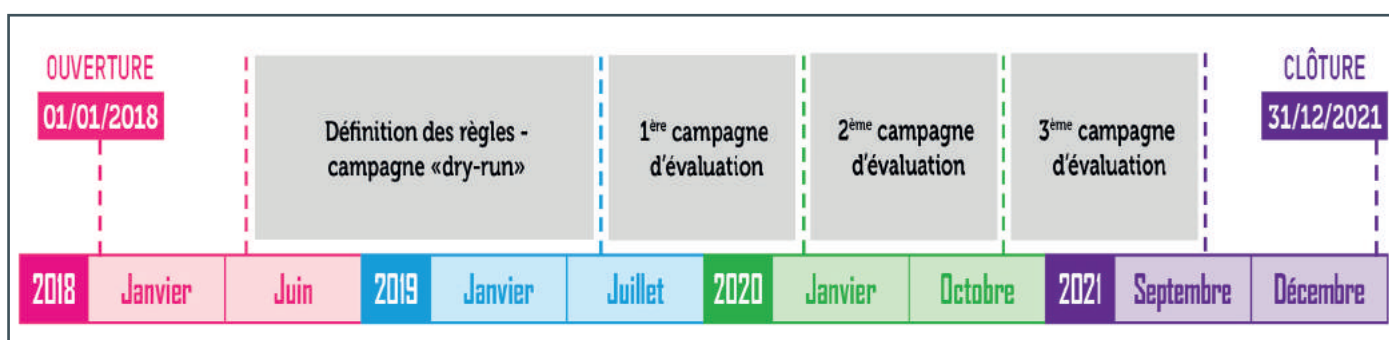 OUVERTURE
01/01/2018
Définition des règles -
campagne «dry-run»
1ère campagne
d'évaluation
2ème campagne
d'évaluation
3ème campagne
d'évaluation
CLÔTURE
31/12/2021
2018 Janvier Juin 2019 Janvier Juillet 2020 Janvier Octobre 2021 Septembre Décembre